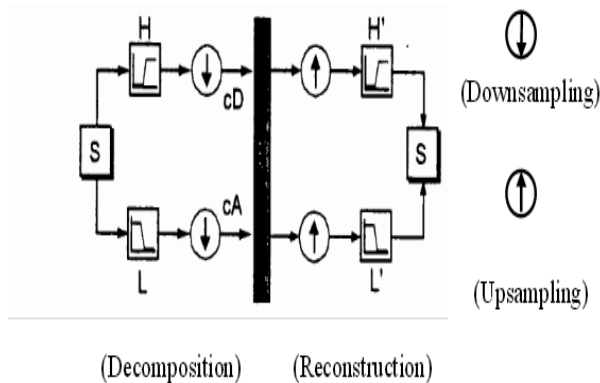 H
H'
cD
(Downsampling)
S
S
cA
L
L'
(Upsampling)
(Decomposition)
(Reconstruction)